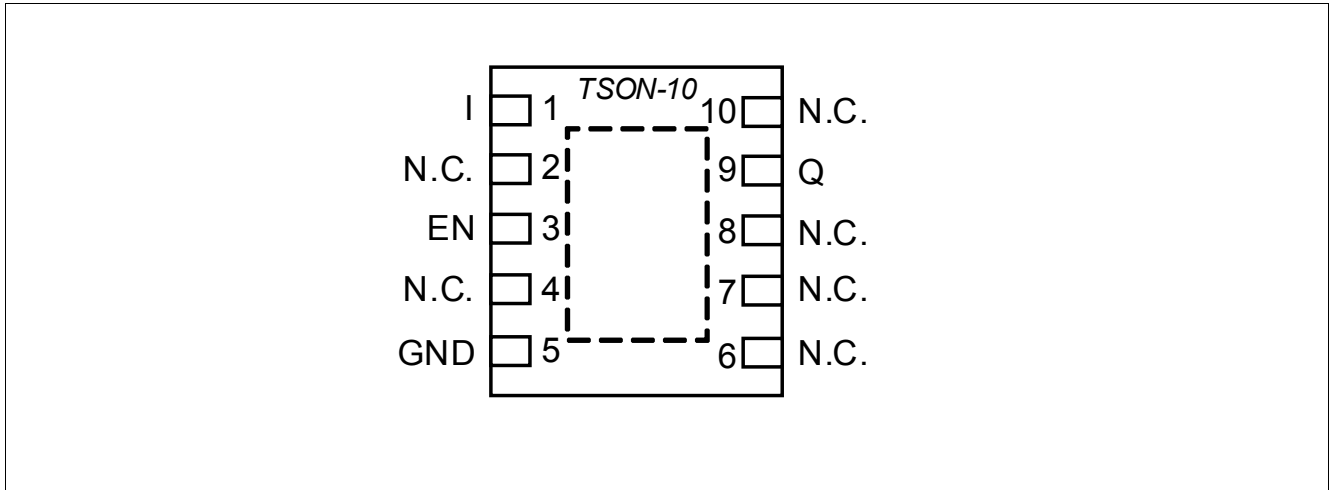 TSON-10
I 1 10 N.C.
N.C. 2 9 Q
EN 3 8 N.C.
N.C. 4 7 N.C.
GND 5 6 N.C.